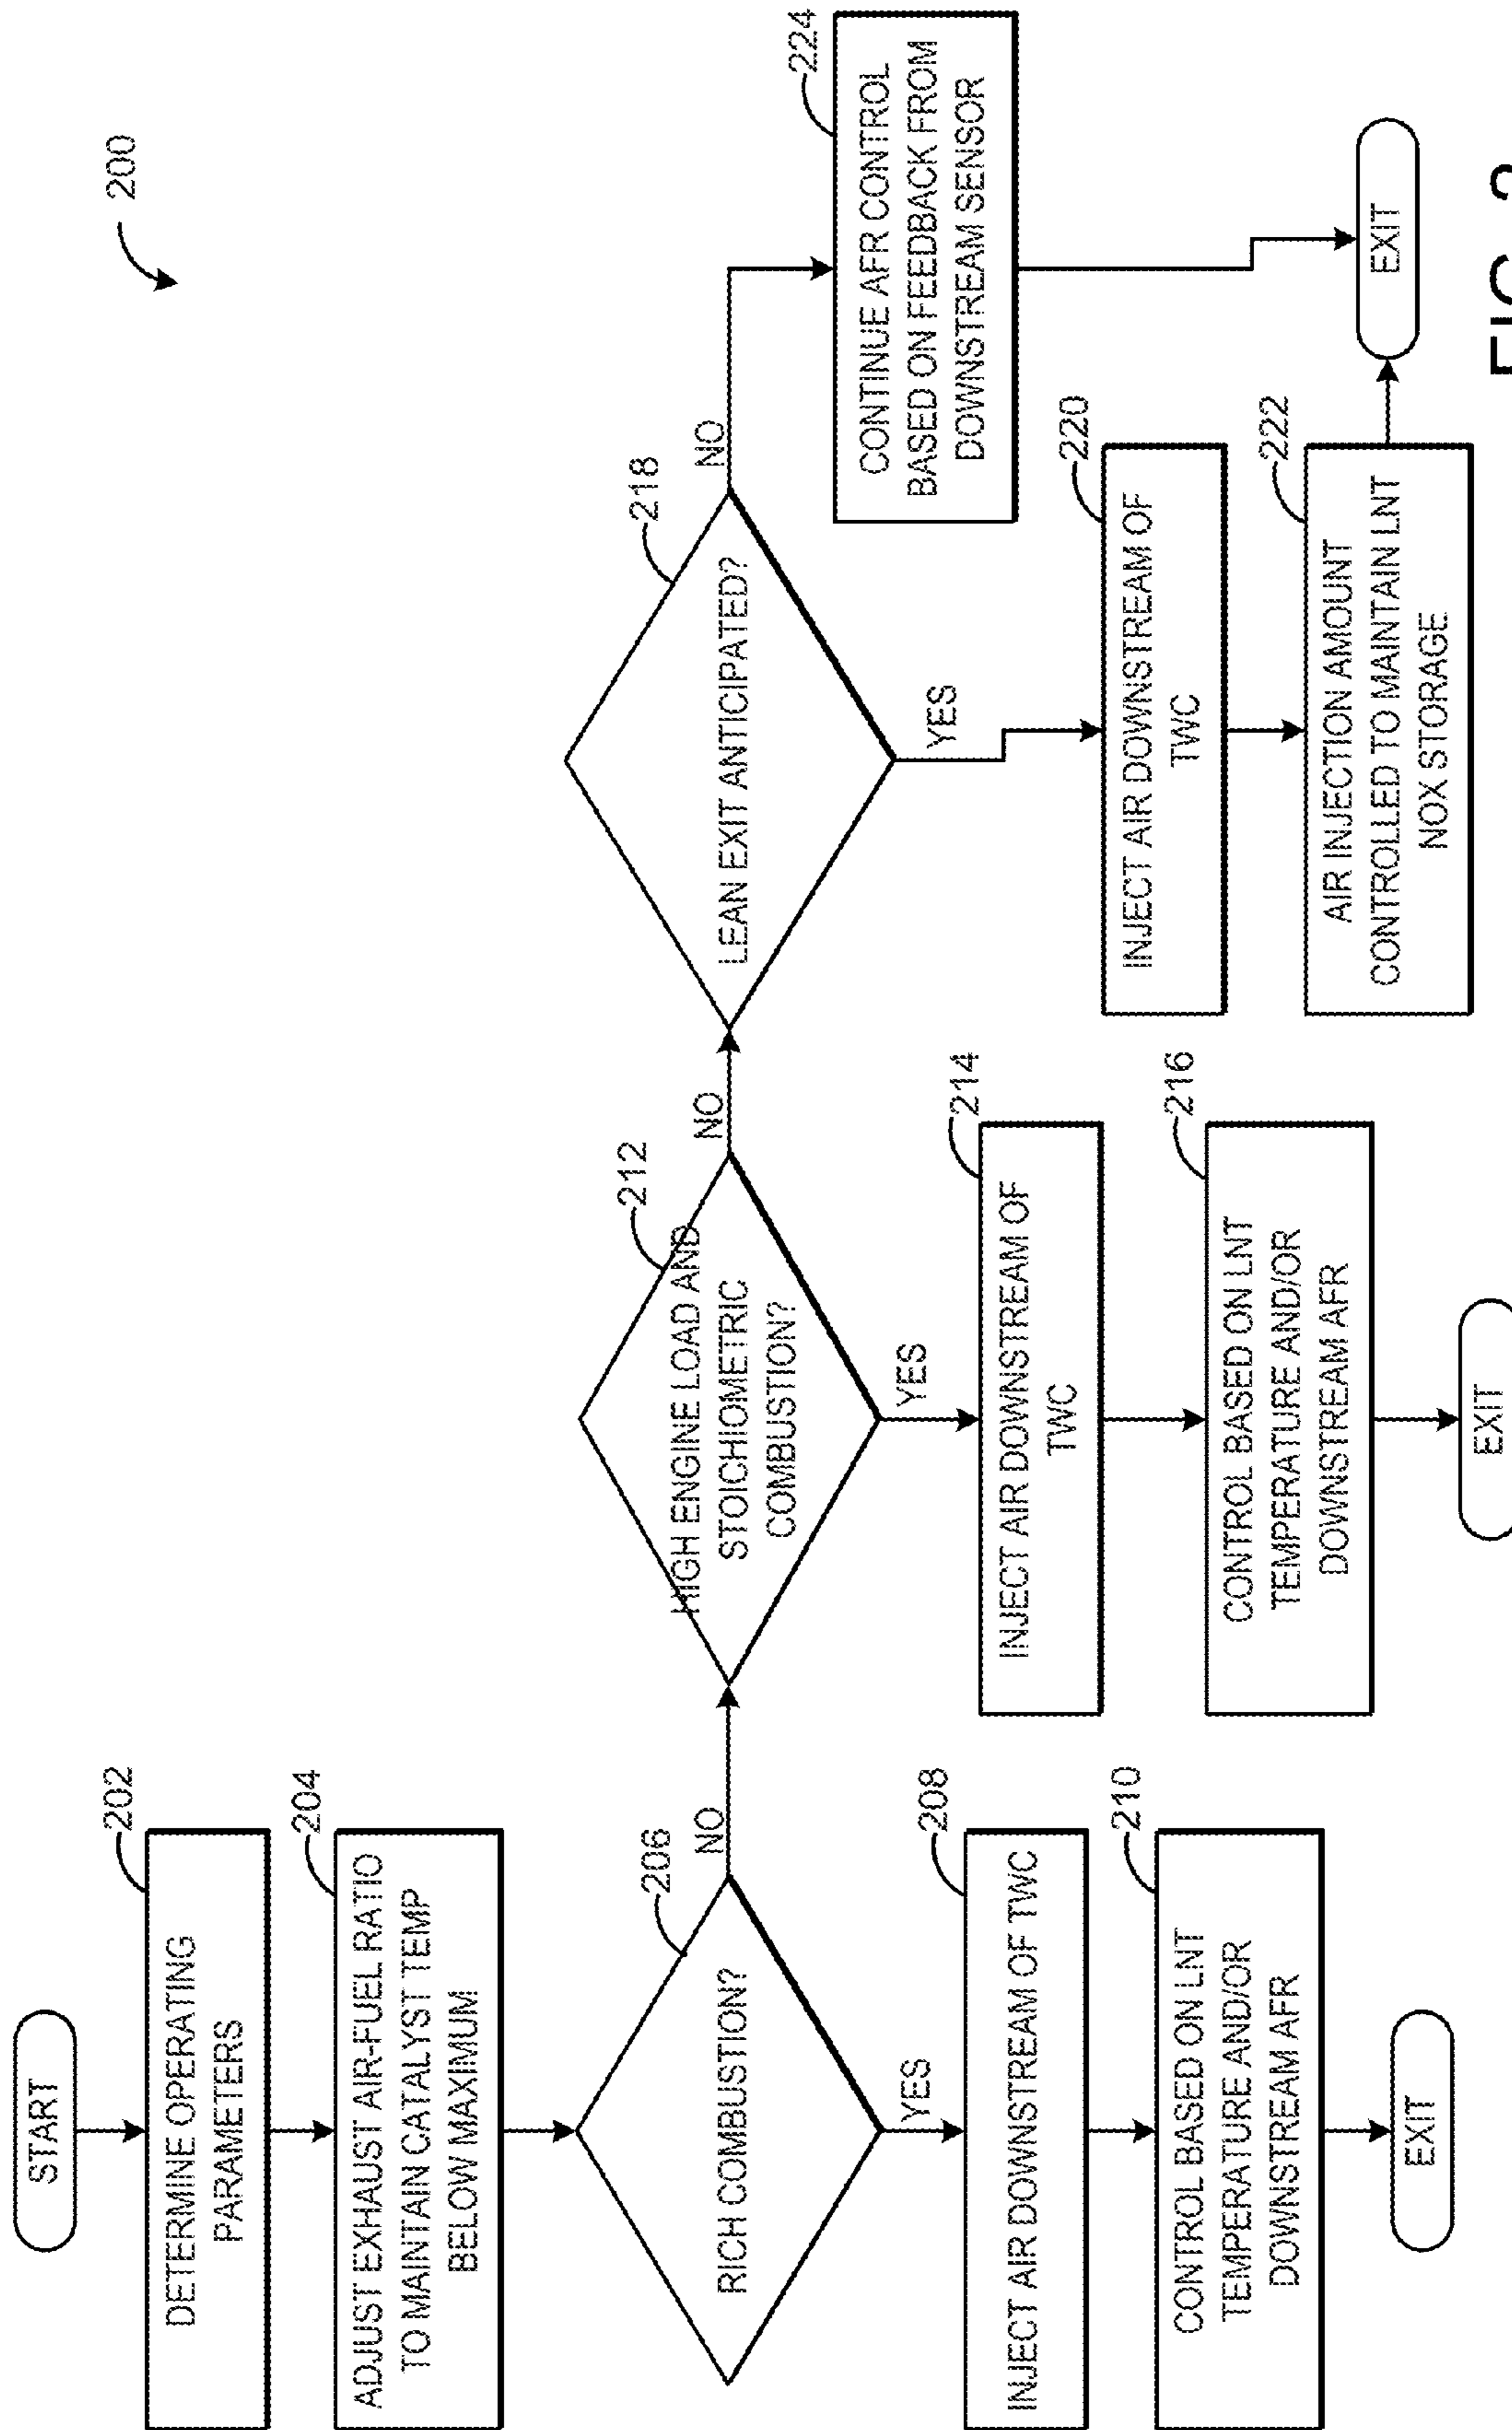 200
START
202
DETERMINE OPERATING
PARAMETERS
204
ADJUST EXHAUST AIR-FUEL RATIO
TO MAINTAIN CATALYST TEMP
BELOW MAXIMUM
206
RICH COMBUSTION?
NO
YES
208
INJECT AIR DOWNSTREAM OF TWC
210
CONTROL BASED ON LNT
TEMPERATURE AND/OR
DOWNSTREAM AFR
EXIT
212
HIGH ENGINE LOAD AND
STOICHIOMETRIC
COMBUSTION?
NO
YES
214
INJECT AIR DOWNSTREAM OF
TWC
216
CONTROL BASED ON LNT
TEMPERATURE AND/OR
DOWNSTREAM AFR
EXIT
218
LEAN EXIT ANTICIPATED?
NO
YES
220
INJECT AIR DOWNSTREAM OF
TWC
222
AIR INJECTION AMOUNT
CONTROLLED TO MAINTAIN LNT
NOX STORAGE
224
CONTINUE AFR CONTROL
BASED ON FEEDBACK FROM
DOWNSTREAM SENSOR
EXIT
FIG.